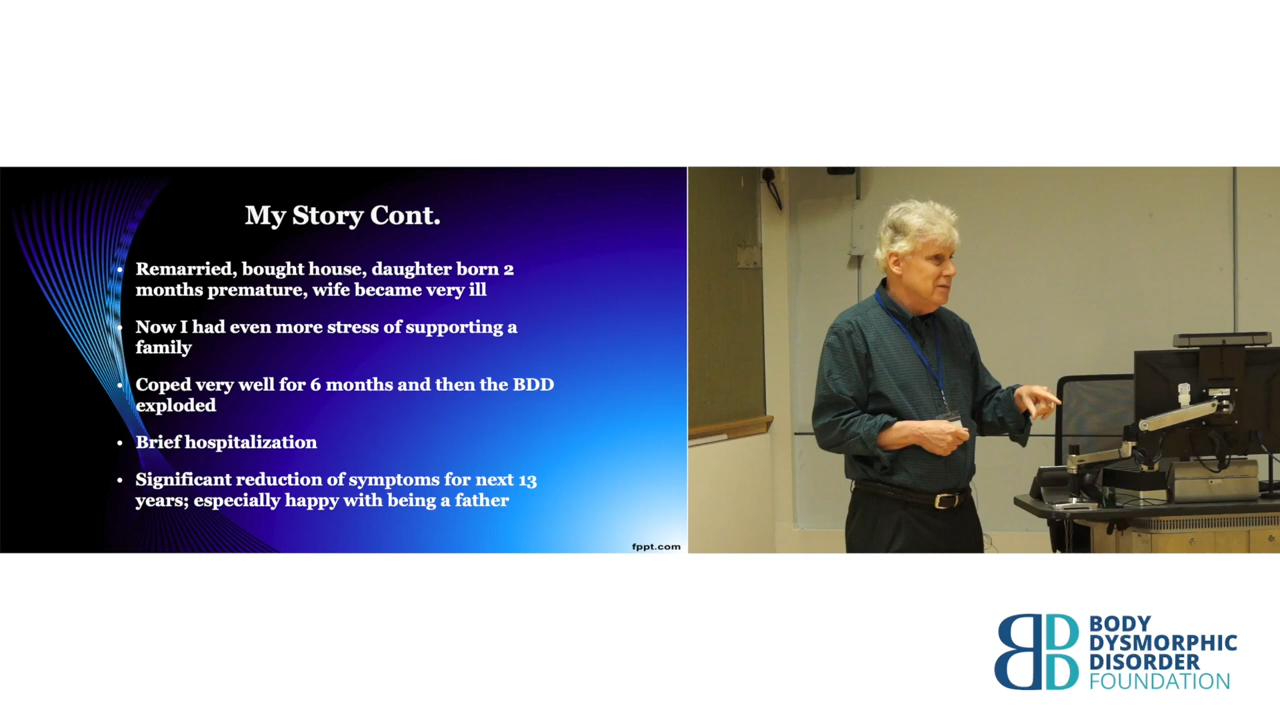 My Story Cont.
• Remarried, bought house, daughter born 2
months premature, wife became very ill
• Now I had even more stress of supporting a
family
• Coped very well for 6 months and then the BDD
exploded
• Brief hospitalization
• Significant reduction of symptoms for next 13
years; especially happy with being a father
fppt.com
BODY
DYSMORPHIC
DISORDER
FOUNDATION